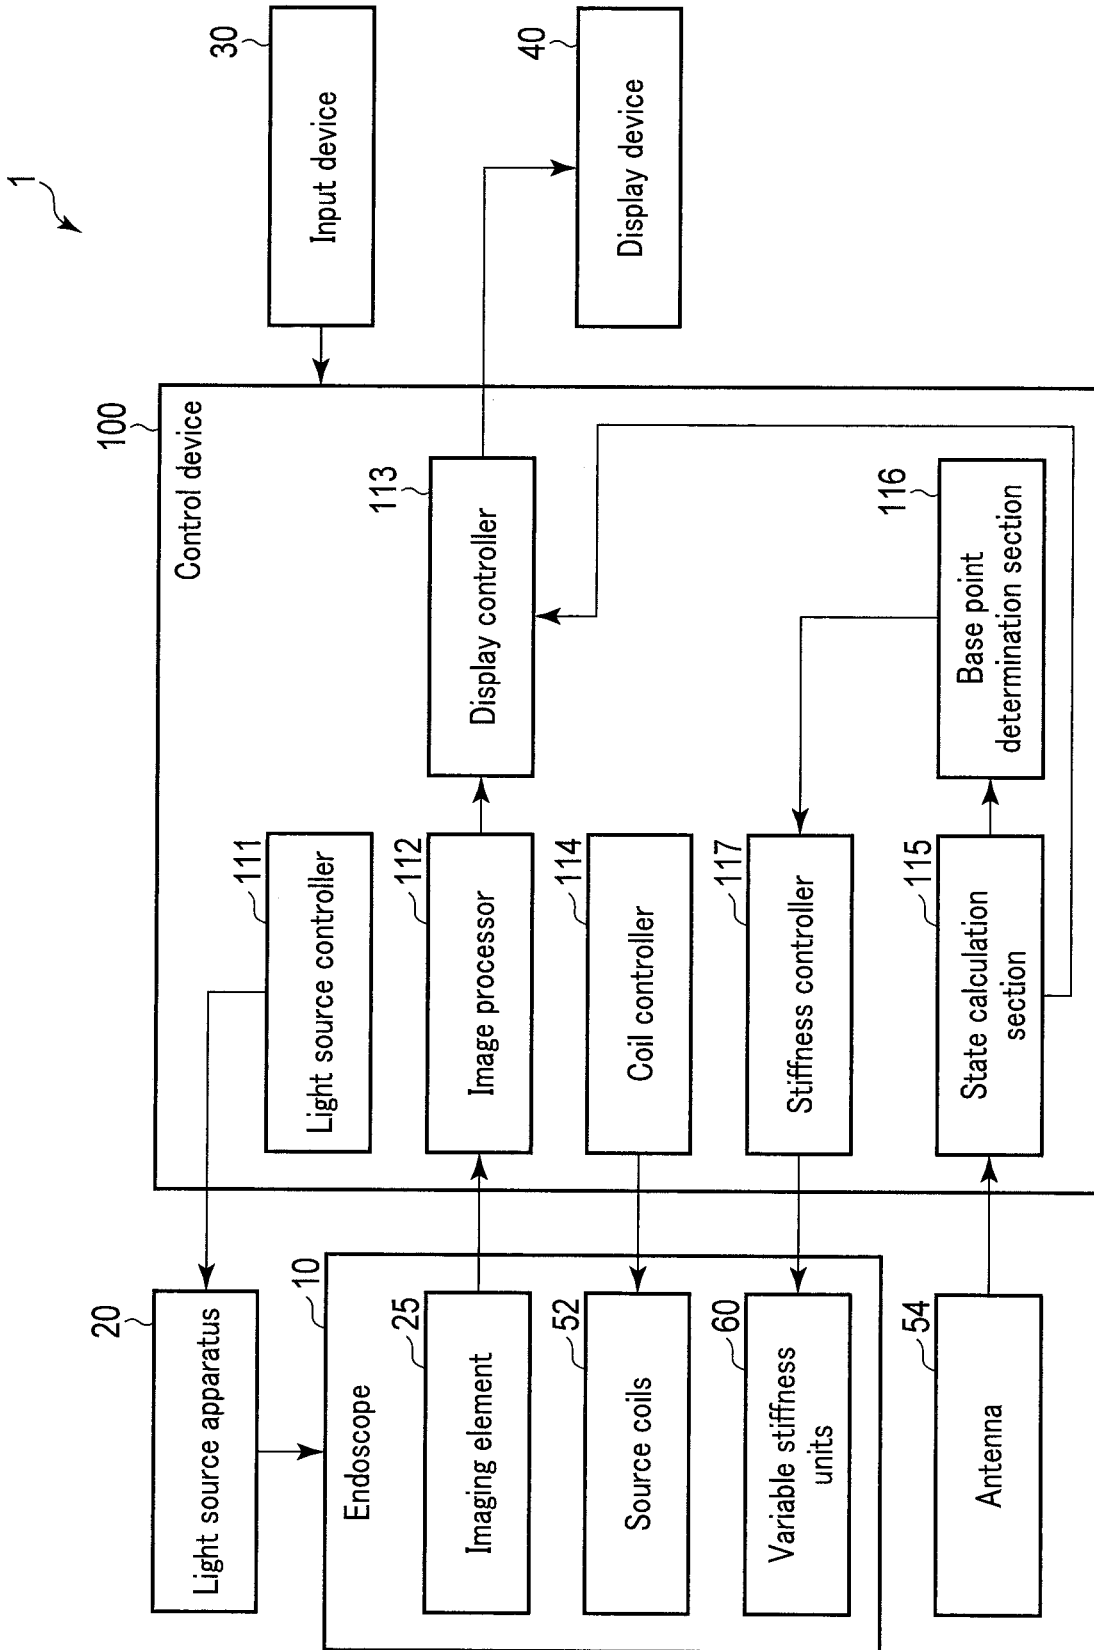 1
20
Light source apparatus
10
Endoscope
25
Imaging element
52
Source coils
60
Variable stiffness
units
54
Antenna
100
Control device
111
Light source controller
112
Image processor
113
Display controller
114
Coil controller
117
Stiffness controller
115
State calculation
section
116
Base point
determination section
30
Input device
40
Display device